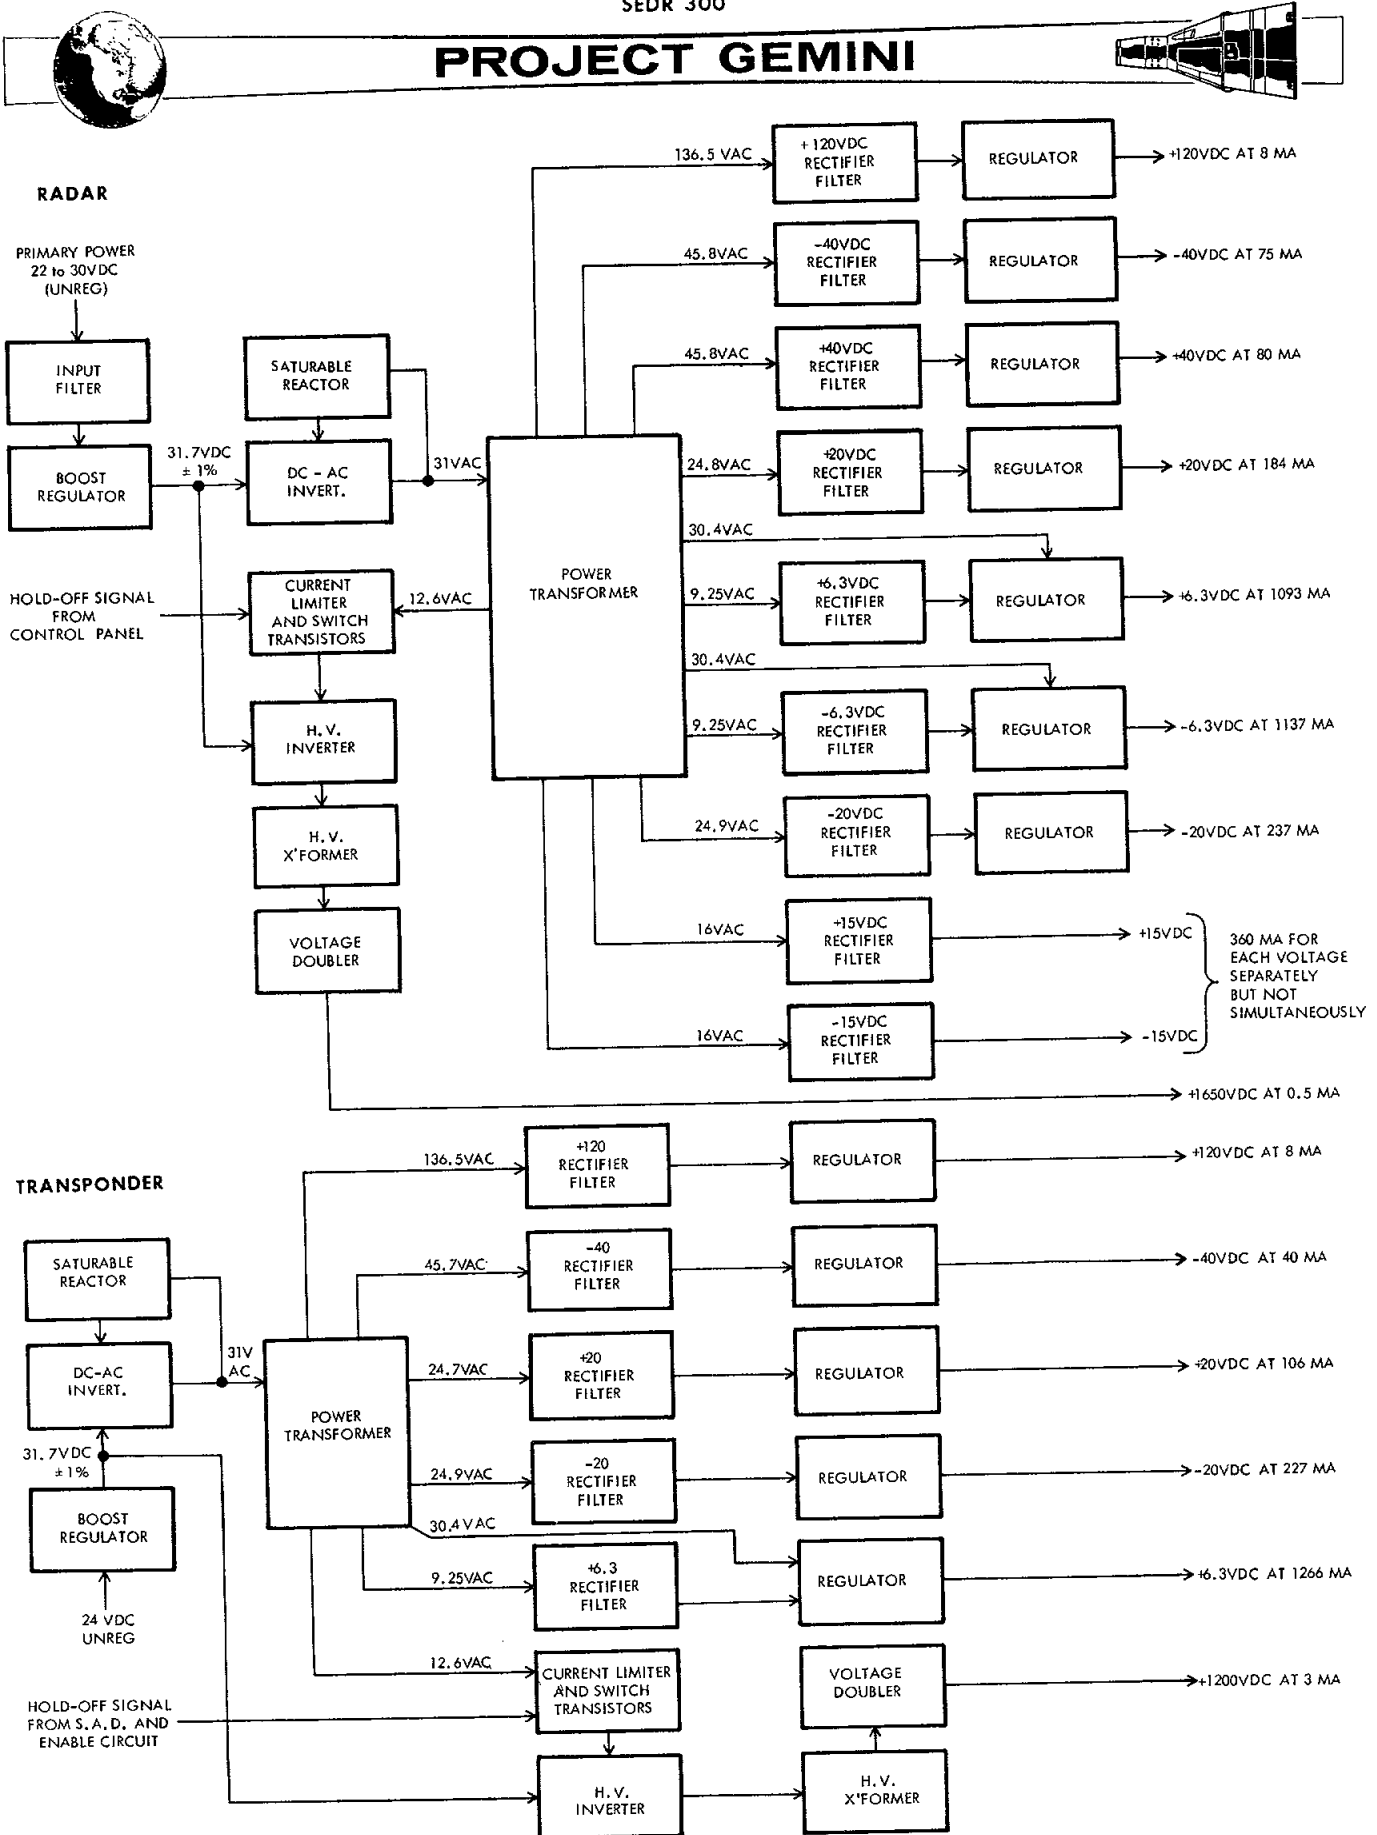 SEDR 300
PROJECT GEMINI
RADAR
PRIMARY POWER
22 to 30VDC
(UNREG)
INPUT
FILTER
BOOST
REGULATOR
31.7VDC
± 1%
SATURABLE
REACTOR
DC - AC
INVERT.
31VAC
HOLD-OFF SIGNAL
FROM
CONTROL PANEL
CURRENT
LIMITER
AND SWITCH
TRANSISTORS
12.6VAC
H.V.
INVERTER
H.V.
X'FORMER
VOLTAGE
DOUBLER
POWER
TRANSFORMER
136.5 VAC
+ 120VDC
RECTIFIER
FILTER
REGULATOR
+120VDC AT 8 MA
45.8VAC
-40VDC
RECTIFIER
FILTER
REGULATOR
-40VDC AT 75 MA
45.8VAC
+40VDC
RECTIFIER
FILTER
REGULATOR
+40VDC AT 80 MA
24.8VAC
+20VDC
RECTIFIER
FILTER
REGULATOR
+20VDC AT 184 MA
30.4VAC
9.25VAC
+6.3VDC
RECTIFIER
FILTER
REGULATOR
+6.3VDC AT 1093 MA
30.4VAC
9.25VAC
-6.3VDC
RECTIFIER
FILTER
REGULATOR
-6.3VDC AT 1137 MA
24.9VAC
-20VDC
RECTIFIER
FILTER
REGULATOR
-20VDC AT 237 MA
16VAC
+15VDC
RECTIFIER
FILTER
+15VDC
16VAC
-15VDC
RECTIFIER
FILTER
-15VDC
360 MA FOR
EACH VOLTAGE
SEPARATELY
BUT NOT
SIMULTANEOUSLY
+1650VDC AT 0.5 MA
TRANSPONDER
SATURABLE
REACTOR
DC-AC
INVERT.
31V
AC
31.7VDC
±1%
BOOST
REGULATOR
24 VDC
UNREG
HOLD-OFF SIGNAL
FROM S.A.D. AND
ENABLE CIRCUIT
POWER
TRANSFORMER
136.5VAC
+120
RECTIFIER
FILTER
REGULATOR
+120VDC AT 8 MA
45.7VAC
-40
RECTIFIER
FILTER
REGULATOR
-40VDC AT 40 MA
24.7VAC
+20
RECTIFIER
FILTER
REGULATOR
+20VDC AT 106 MA
24.9VAC
-20
RECTIFIER
FILTER
REGULATOR
-20VDC AT 227 MA
30.4VAC
9.25VAC
+6.3
RECTIFIER
FILTER
REGULATOR
+6.3VDC AT 1266 MA
12.6VAC
CURRENT LIMITER
AND SWITCH
TRANSISTORS
H.V.
INVERTER
H.V.
X'FORMER
VOLTAGE
DOUBLER
+1200VDC AT 3 MA